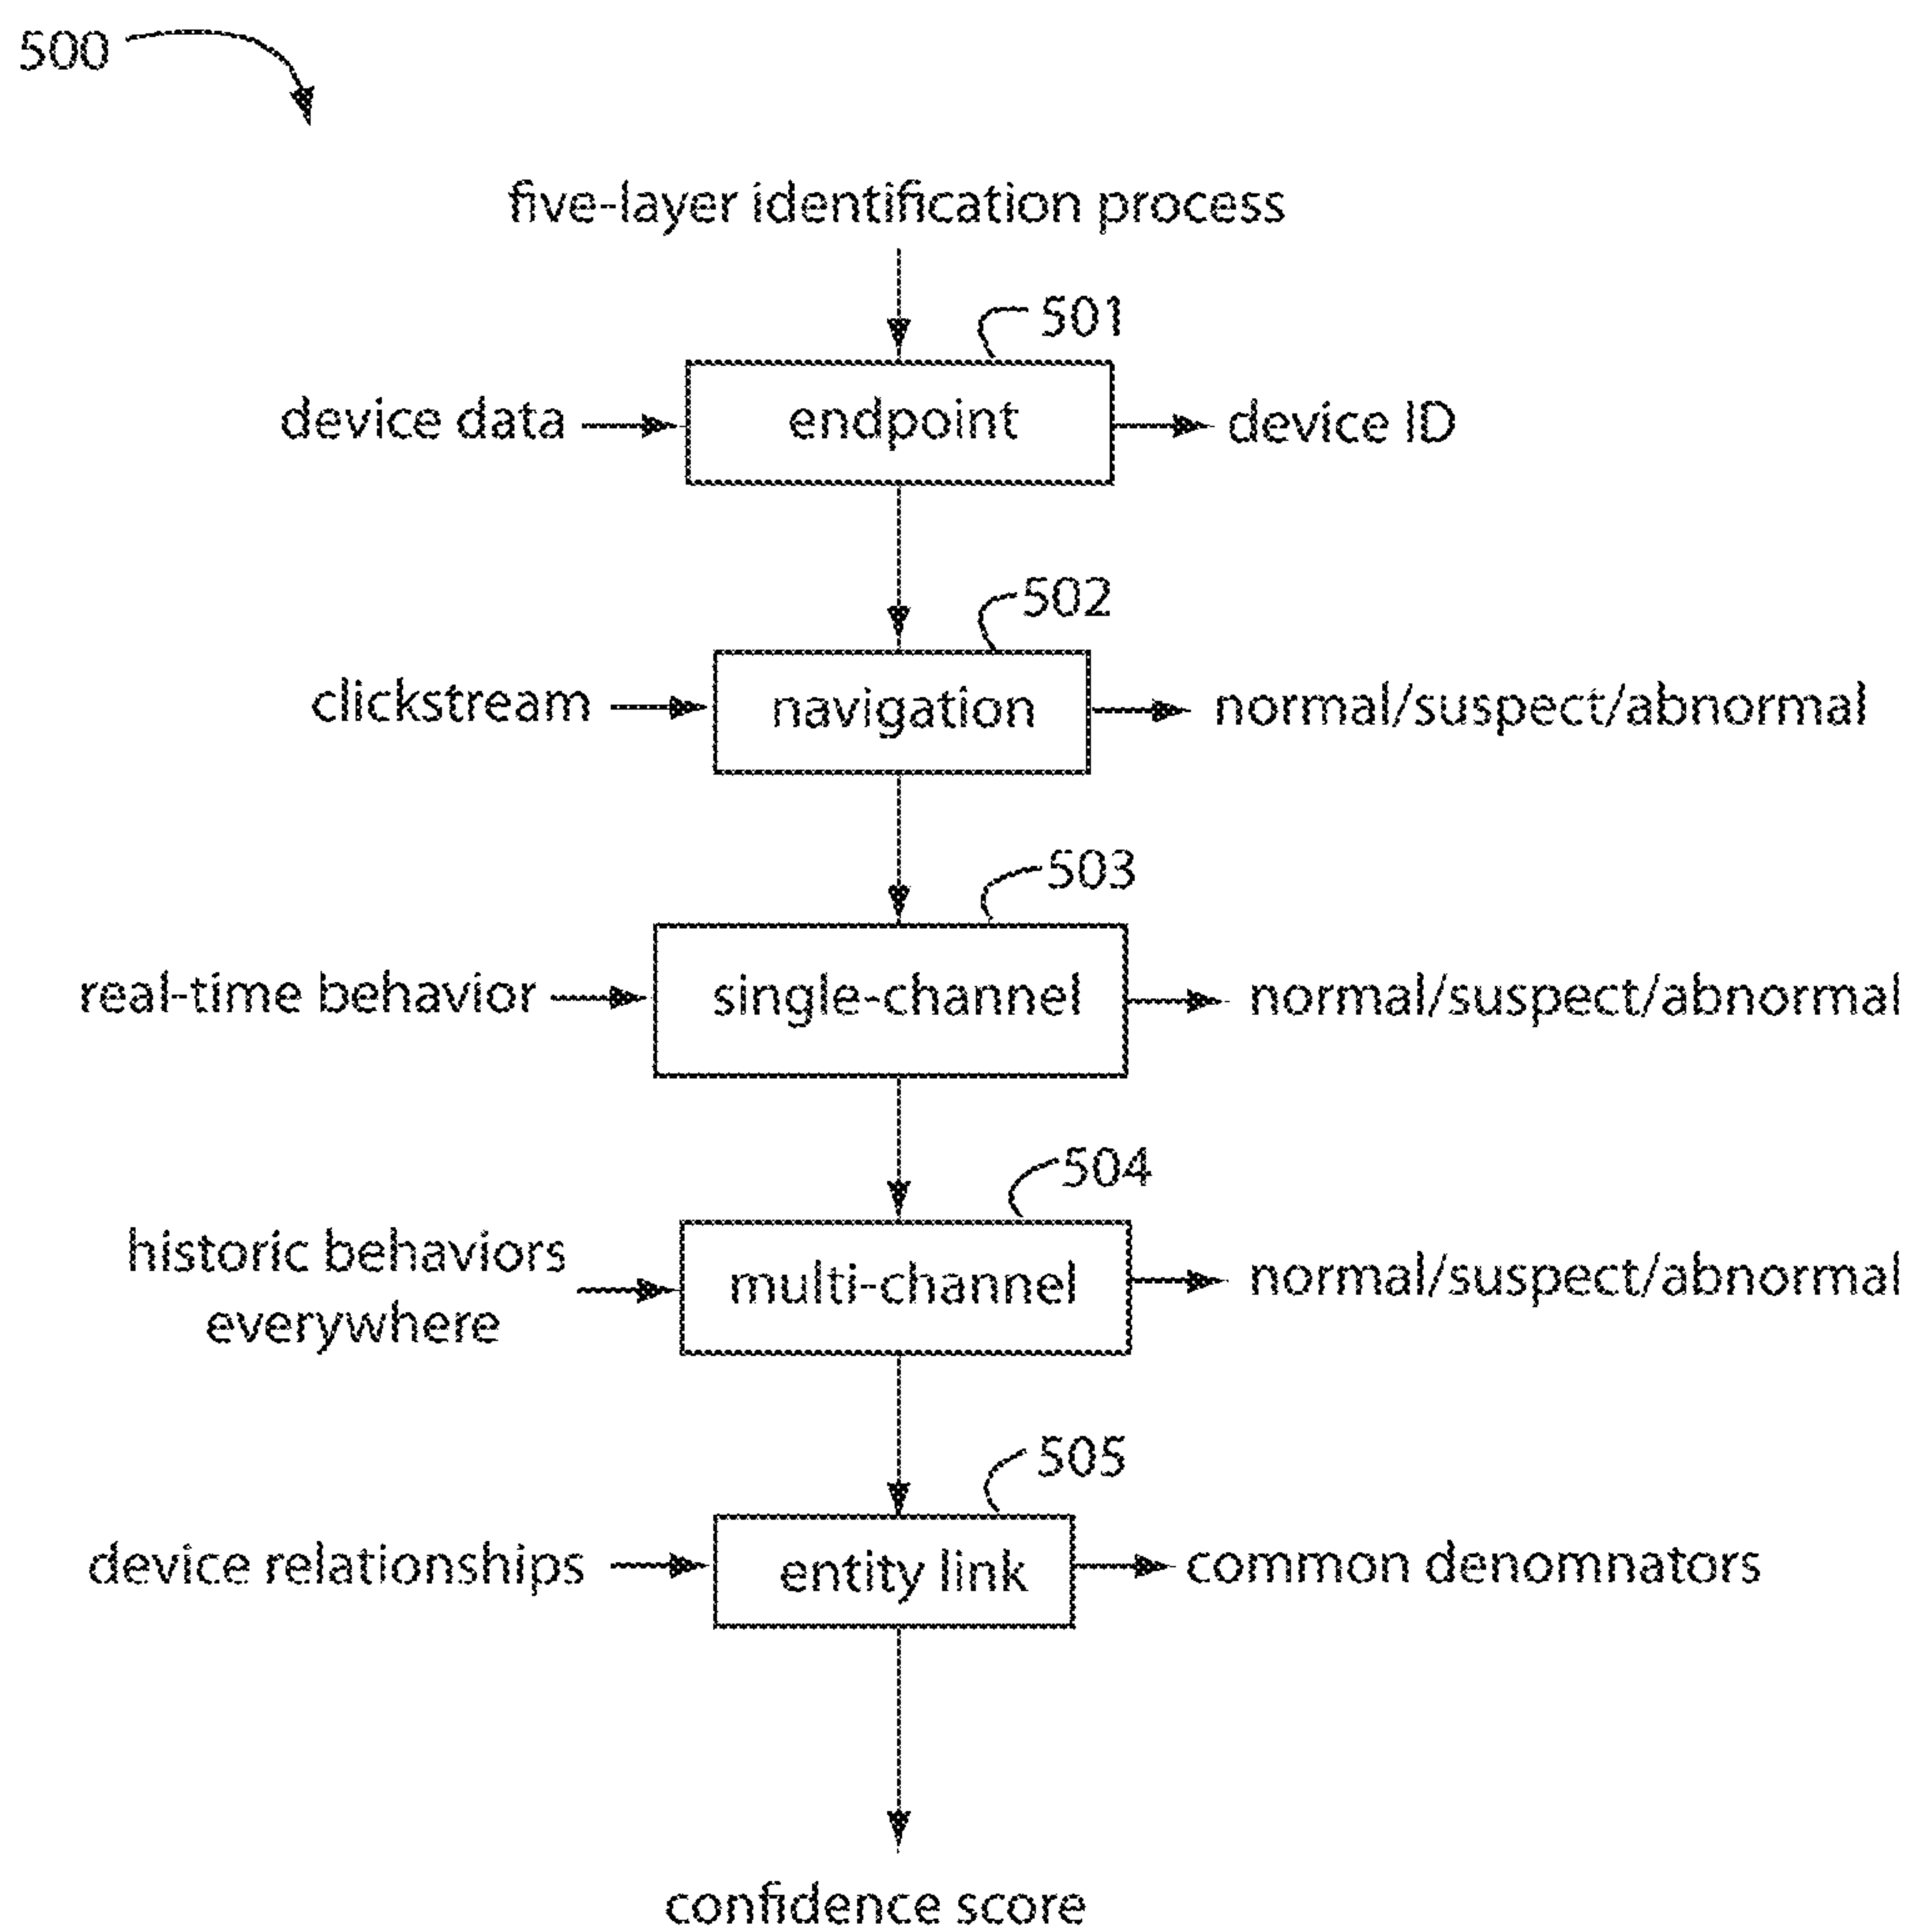 500
five-layer identification process
501
device data
endpoint
device ID
502
clickstream
navigation
normal/suspect/abnormal
503
real-time behavior
single-channel
normal/suspect/abnormal
504
historic behaviors
everywhere
multi-channel
normal/suspect/abnormal
505
device relationships
entity link
common denomnators
confidence score